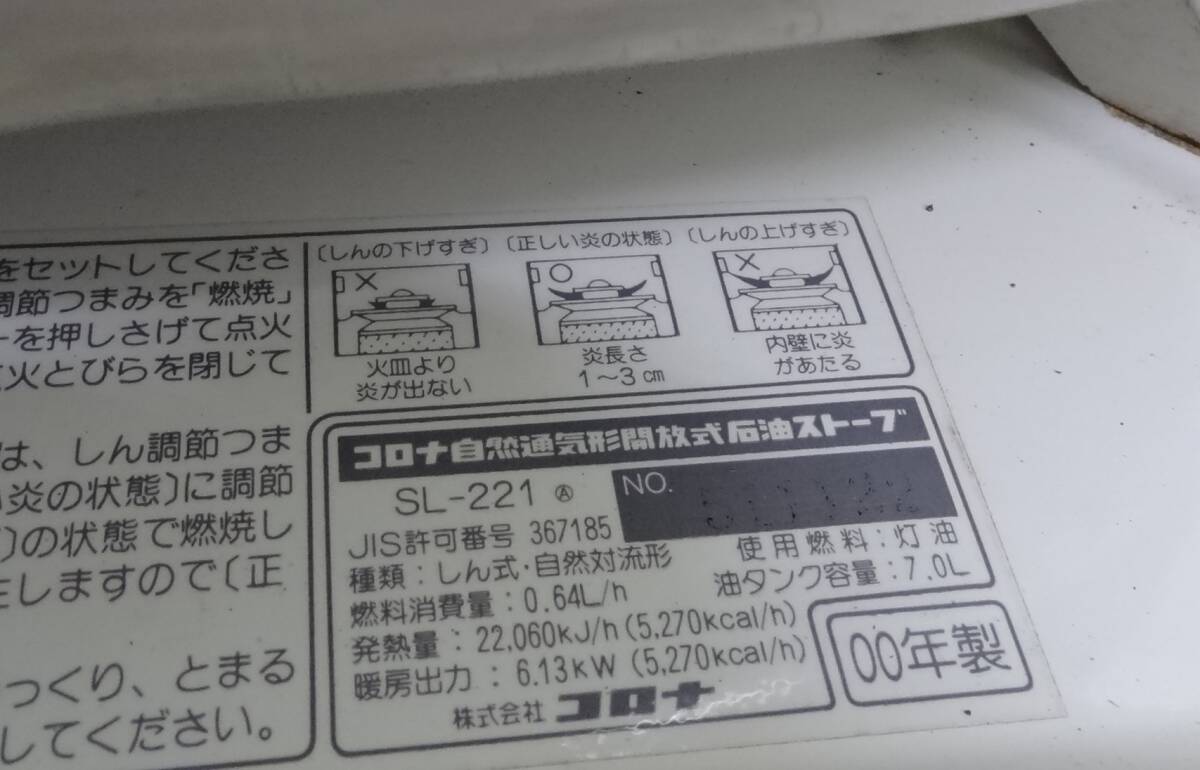 をセットしてくださ
調節つまみを「燃焼」
ーを押しさげて点火
火とびらを閉じて
は、しん調節つま
い炎の状態〕に調節
〕の状態で燃焼し
生しますので〔正
っくり、とまる
してください。
〔しんの下げすぎ〕 〔正しい炎の状態〕 〔しんの上げすぎ〕
× ○ ×
火皿より
炎が出ない
炎長さ
1～3cm
内壁に炎
があたる
コロナ自然通気形開放式石油ストーブ
SL-221 Ⓐ
NO.
JIS許可番号 367185
使用燃料：灯油
種類：しん式・自然対流形
油タンク容量：7.0L
燃料消費量：0.64L/h
発熱量：22,060kJ/h (5,270kcal/h)
暖房出力：6.13kW (5,270kcal/h)
株式会社 コロナ
00年製